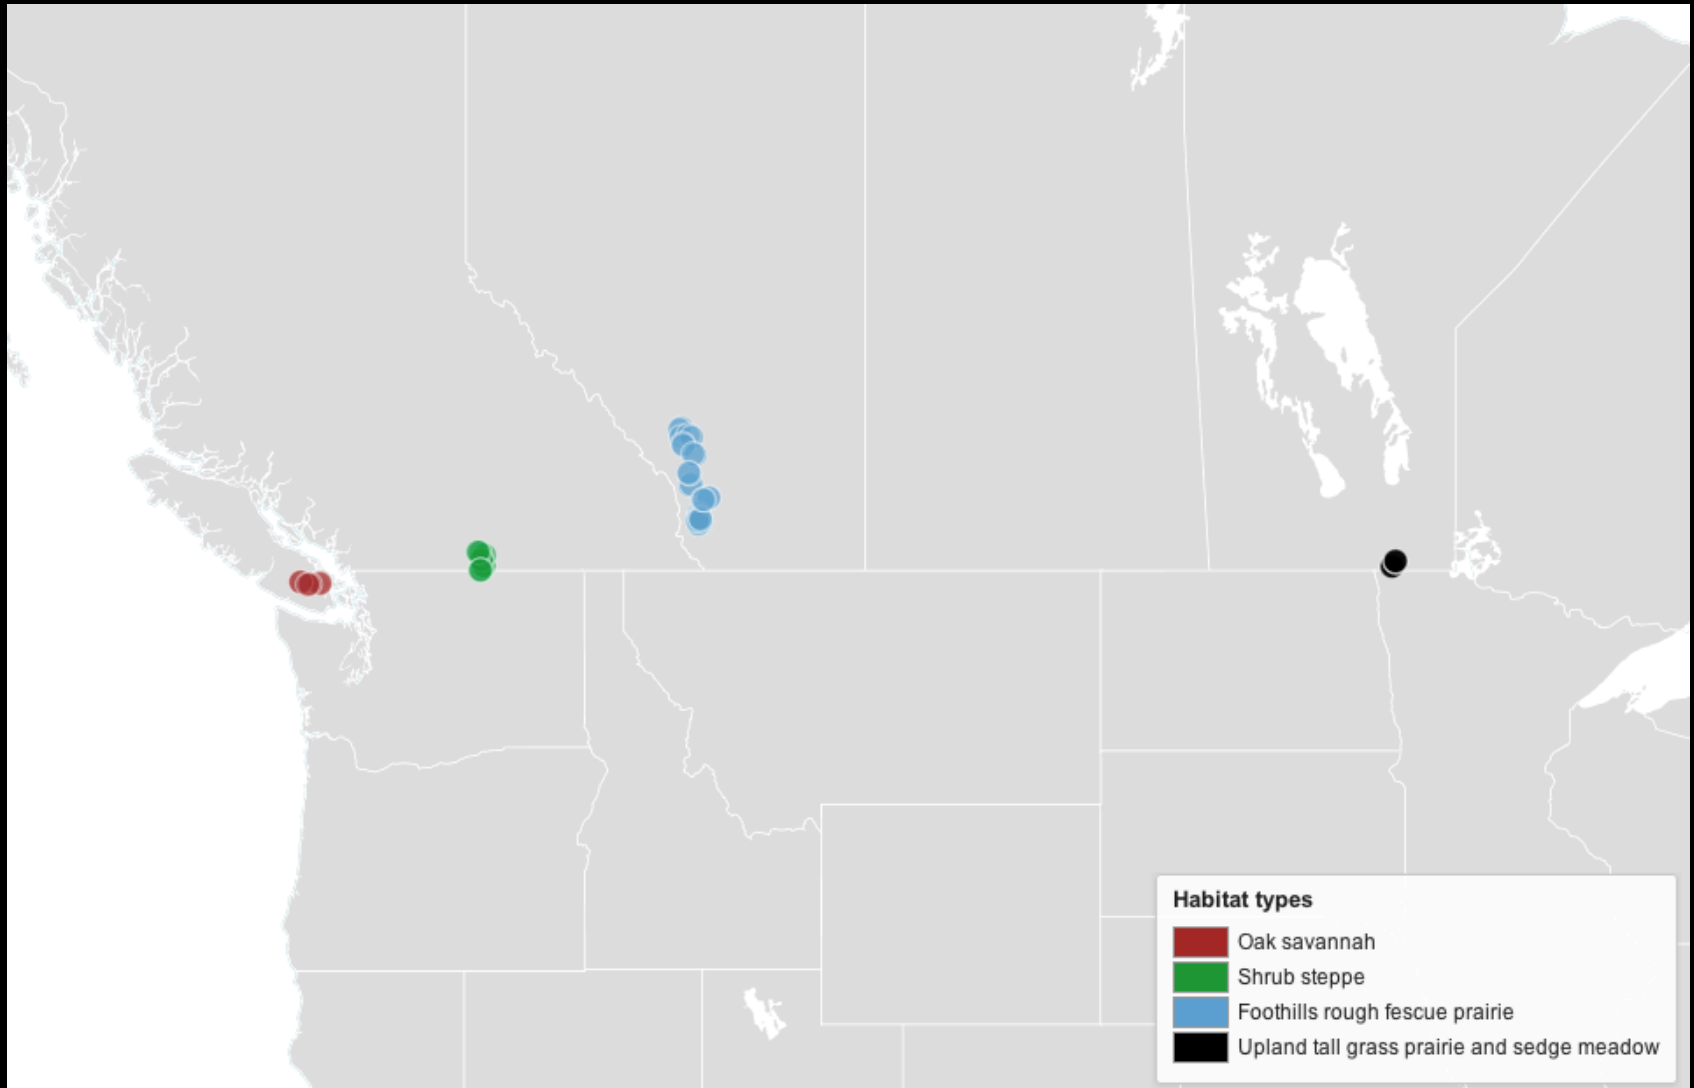 Habitat types
Oak savannah
Shrub steppe
Foothills rough fescue prairie
Upland tall grass prairie and sedge meadow